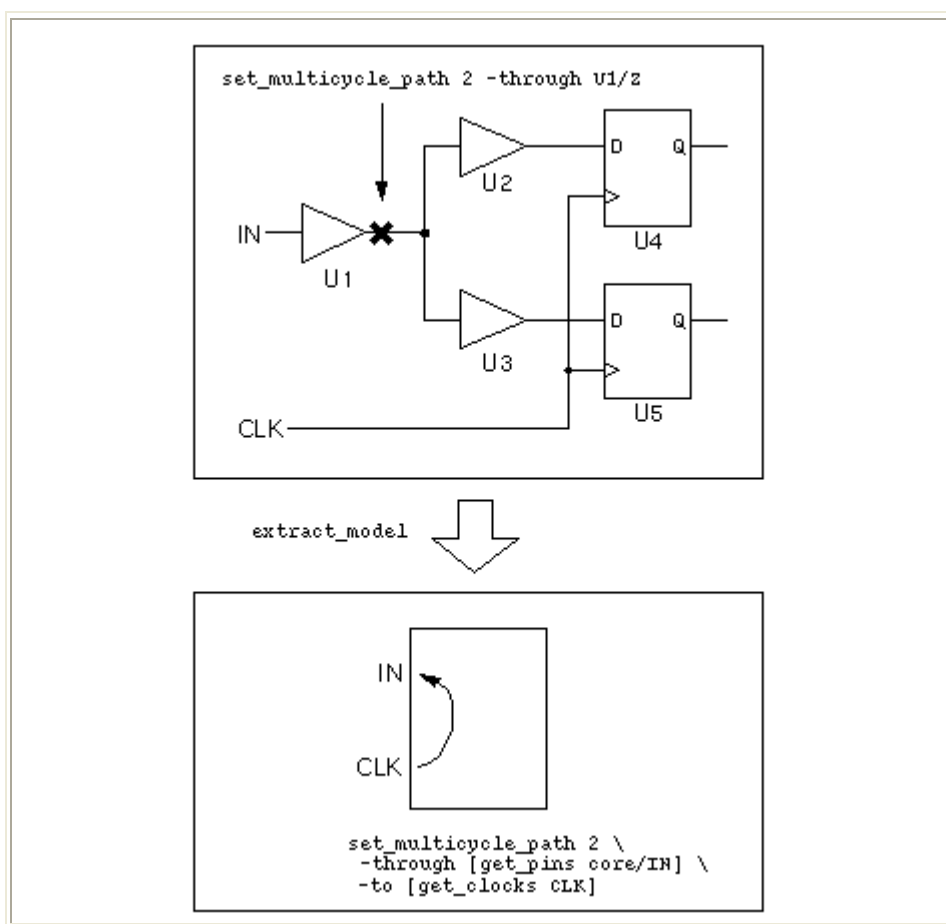 set_multicycle_path 2 -through U1/Z
D Q
U2
IN
U4
U1
D Q
U3
U5
CLK
extract_model
IN
CLK
set_multicycle_path 2 \
-through [get_pins core/IN] \
-to [get_clocks CLK]